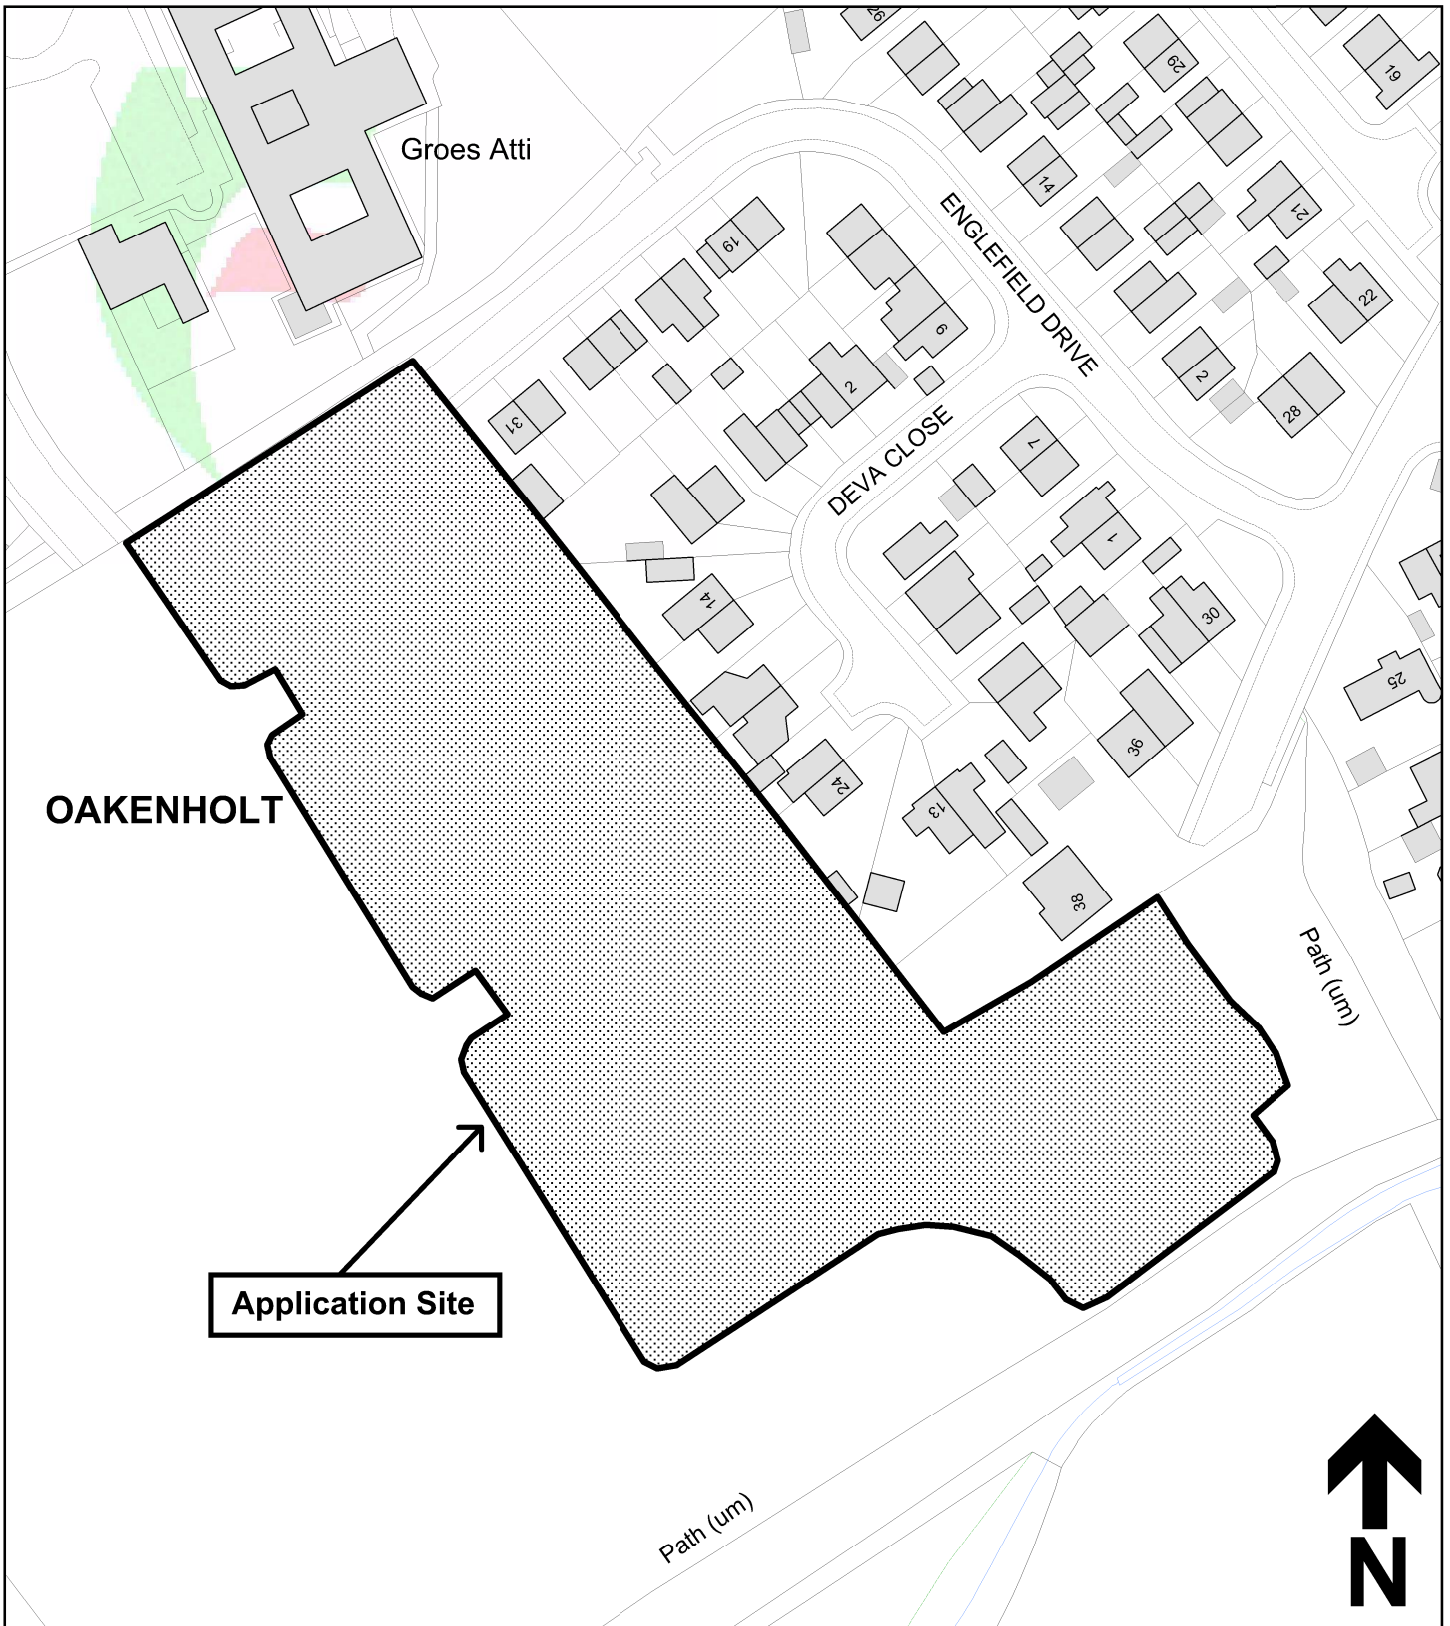 26
29
19
Groes Atti
14
21
ENGLEFIELD DRIVE
19
22
6
2
2
28
31
DEVA CLOSE
7
1
14
30
25
36
24
OAKENHOLT
13
38
Path (um)
Application Site
Path (um)
N